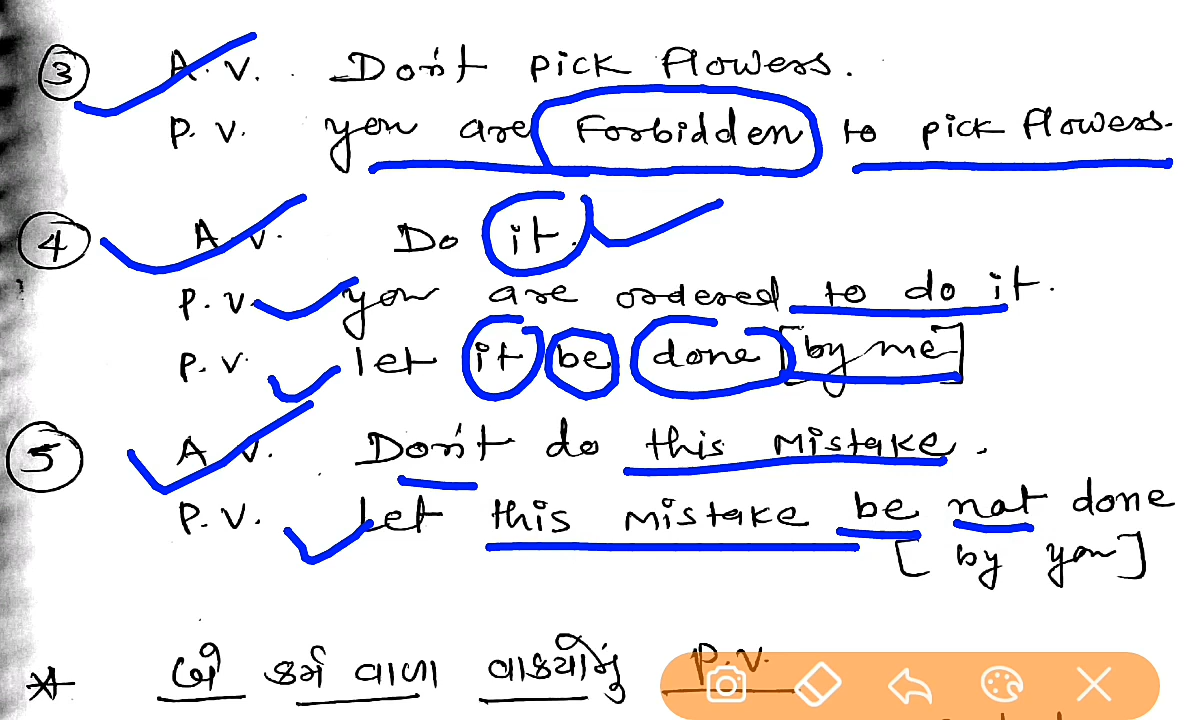 ③ A.V. Don't pick flowers.
P.V. you are Forbidden to pick flowers.
④ A.V. Do it.
P.V. you are ordered to do it.
P.V. let it be done [by me]
⑤ A.V. Don't do this Mistake.
P.V. Let this mistake be not done
[by you]
* બે કર્મ વાળા વાક્યોનું P.V.